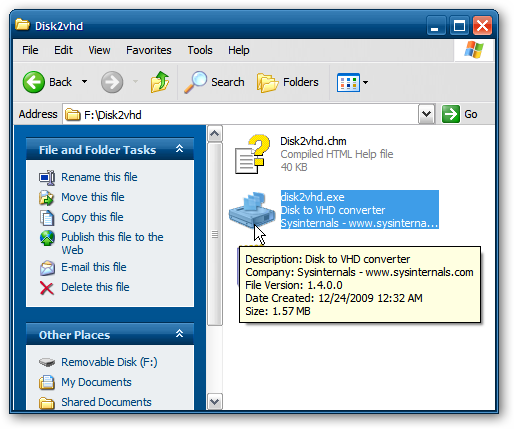 Disk2vhd
File Edit View Favorites Tools Help
Back Search Folders
Address F:\Disk2vhd Go
File and Folder Tasks
Rename this file
Move this file
Copy this file
Publish this file to the
Web
E-mail this file
Delete this file
Other Places
Removable Disk (F:)
My Documents
Shared Documents
Disk2vhd.chm
Compiled HTML Help file
40 KB
disk2vhd.exe
Disk to VHD converter
Sysinternals - www.sysinterna...
Description: Disk to VHD converter
Company: Sysinternals - www.sysinternals.com
File Version: 1.4.0.0
Date Created: 12/24/2009 12:32 AM
Size: 1.57 MB